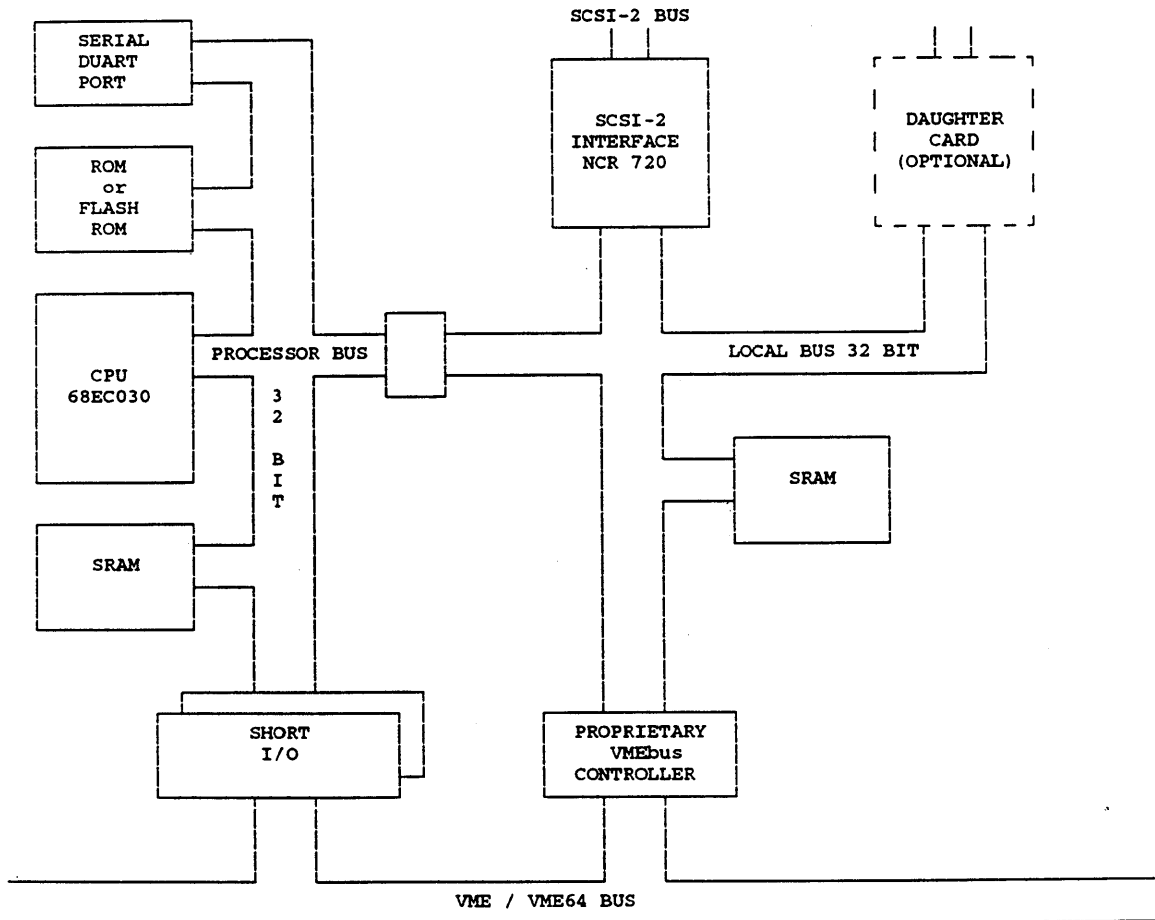 SCSI-2 BUS
SERIAL
DUART
PORT
SCSI-2
INTERFACE
NCR 720
DAUGHTER
CARD
(OPTIONAL)
ROM
or
FLASH
ROM
PROCESSOR BUS
LOCAL BUS 32 BIT
CPU
68EC030
3
2
B
I
T
SRAM
SRAM
SHORT
I/O
PROPRIETARY
VMEbus
CONTROLLER
VME / VME64 BUS